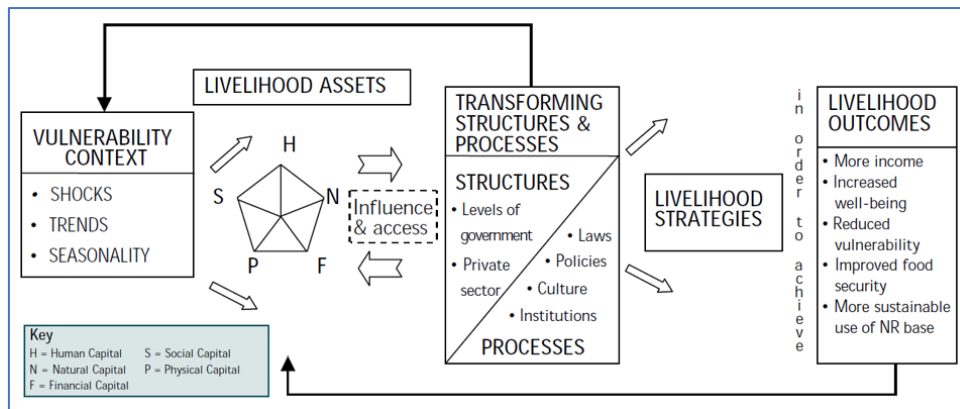 LIVELIHOOD ASSETS
VULNERABILITY
CONTEXT
• SHOCKS
• TRENDS
• SEASONALITY
H
S
N
P
F
Influence
& access
TRANSFORMING
STRUCTURES &
PROCESSES
STRUCTURES
• Levels of
government
• Private
sector
• Laws
• Policies
• Culture
• Institutions
PROCESSES
LIVELIHOOD
STRATEGIES
in order to achieve
LIVELIHOOD
OUTCOMES
• More income
• Increased
well-being
• Reduced
vulnerability
• Improved food
security
• More sustainable
use of NR base
Key
H = Human Capital S = Social Capital
N = Natural Capital P = Physical Capital
F = Financial Capital